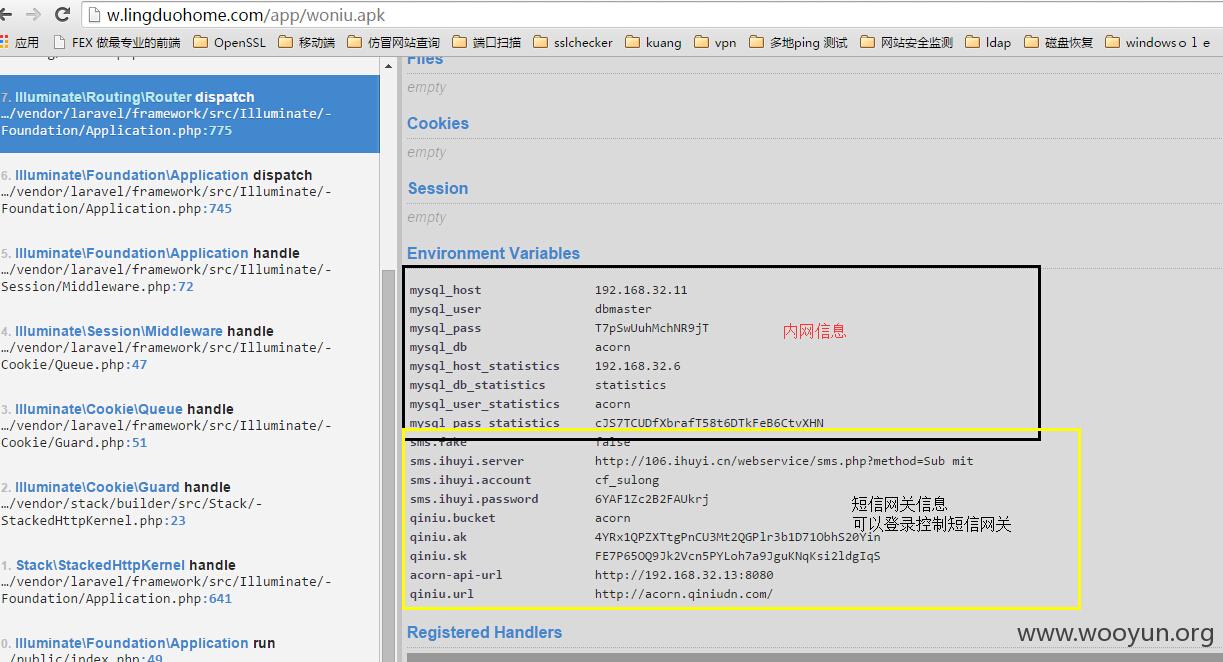 w.lingduohome.com/app/woniu.apk
应用 FEX 做最专业的前端 OpenSSL 移动端 仿冒网站查询 端口扫描 sslchecker kuang vpn 多地ping 测试 网站安全监测 ldap 磁盘恢复 windowsole
7. Illuminate\Routing\Router dispatch
…/vendor/laravel/framework/src/Illuminate/-
Foundation/Application.php:775
6. Illuminate\Foundation\Application dispatch
…/vendor/laravel/framework/src/Illuminate/-
Foundation/Application.php:745
5. Illuminate\Foundation\Application handle
…/vendor/laravel/framework/src/Illuminate/-
Session/Middleware.php:72
4. Illuminate\Session\Middleware handle
…/vendor/laravel/framework/src/Illuminate/-
Cookie/Queue.php:47
3. Illuminate\Cookie\Queue handle
…/vendor/laravel/framework/src/Illuminate/-
Cookie/Guard.php:51
2. Illuminate\Cookie\Guard handle
…/vendor/stack/builder/src/Stack/-
StackedHttpKernel.php:23
1. Stack\StackedHttpKernel handle
…/vendor/laravel/framework/src/Illuminate/-
Foundation/Application.php:641
0. Illuminate\Foundation\Application run
…/public/index.php:49
Files
empty
Cookies
empty
Session
empty
Environment Variables
mysql_host 192.168.32.11
mysql_user dbmaster
mysql_pass T7pSwUuhMchNR9jT
内网信息
mysql_db acorn
mysql_host_statistics 192.168.32.6
mysql_db_statistics statistics
mysql_user_statistics acorn
mysql_pass_statistics cJS7TCUDfXbrafT58t6DTkFeB6CtvXHN
sms.fake false
sms.ihuyi.server http://106.ihuyi.cn/webservice/sms.php?method=Sub mit
sms.ihuyi.account cf_sulong
sms.ihuyi.password 6YAF1Zc2B2FAUkrj
短信网关信息
qiniu.bucket acorn
可以登录控制短信网关
qiniu.ak 4YRx1QPZXTtgPnCU3Mt2QGPlr3b1D71ObhS20Yin
qiniu.sk FE7P65OQ9Jk2Vcn5PYLoh7a9JguKNqKsi2ldgIqS
acorn-api-url http://192.168.32.13:8080
qiniu.url http://acorn.qiniudn.com/
Registered Handlers
www.wooyun.org